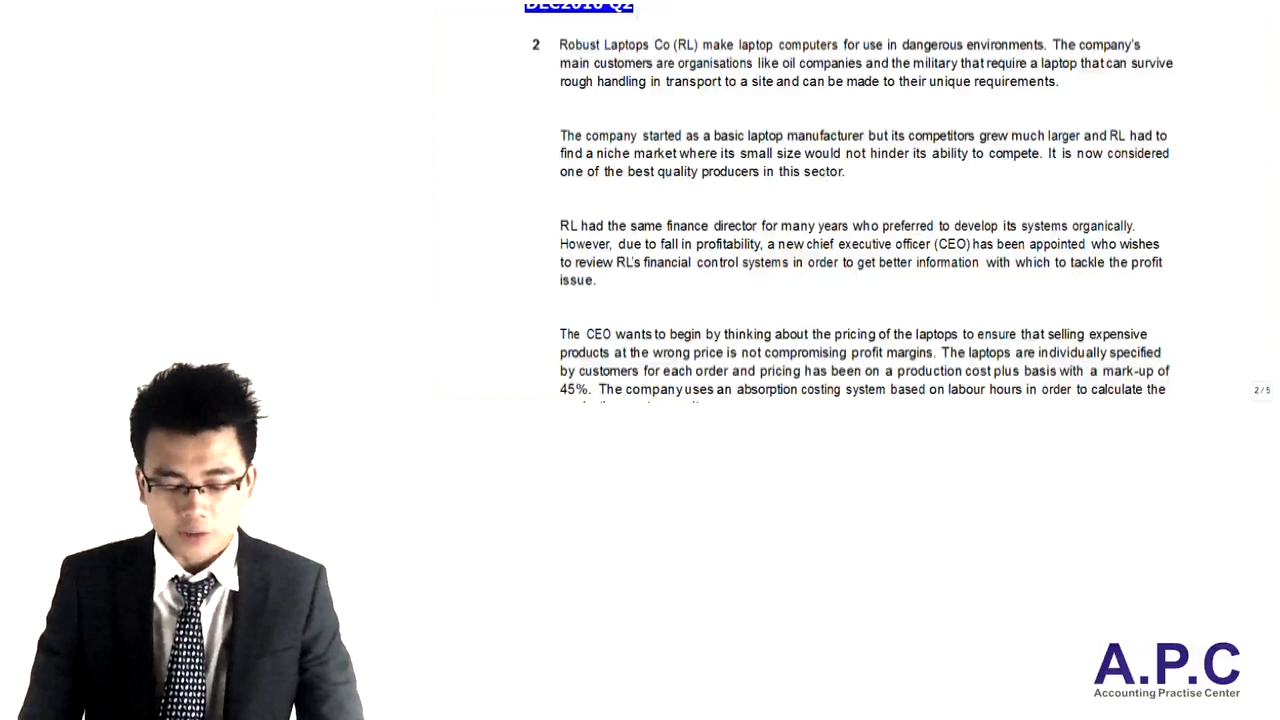 DEC2010 Q2
2 Robust Laptops Co (RL) make laptop computers for use in dangerous environments. The company's
main customers are organisations like oil companies and the military that require a laptop that can survive
rough handling in transport to a site and can be made to their unique requirements.
The company started as a basic laptop manufacturer but its competitors grew much larger and RL had to
find a niche market where its small size would not hinder its ability to compete. It is now considered
one of the best quality producers in this sector.
RL had the same finance director for many years who preferred to develop its systems organically.
However, due to fall in profitability, a new chief executive officer (CEO) has been appointed who wishes
to review RL's financial control systems in order to get better information with which to tackle the profit
issue.
The CEO wants to begin by thinking about the pricing of the laptops to ensure that selling expensive
products at the wrong price is not compromising profit margins. The laptops are individually specified
by customers for each order and pricing has been on a production cost plus basis with a mark-up of
45%. The company uses an absorption costing system based on labour hours in order to calculate the
2 / 5
A.P.C
Accounting Practise Center